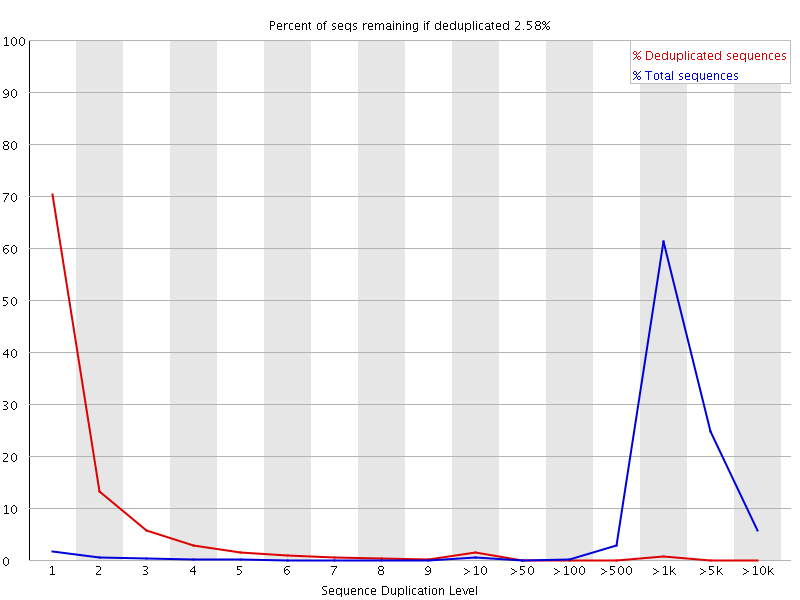 Percent of seqs remaining if deduplicated 2.58%
% Deduplicated sequences
% Total sequences
100
90
80
70
60
50
40
30
20
10
0
1 2 3 4 5 6 7 8 9 >10 >50 >100 >500 >1k >5k >10k
Sequence Duplication Level